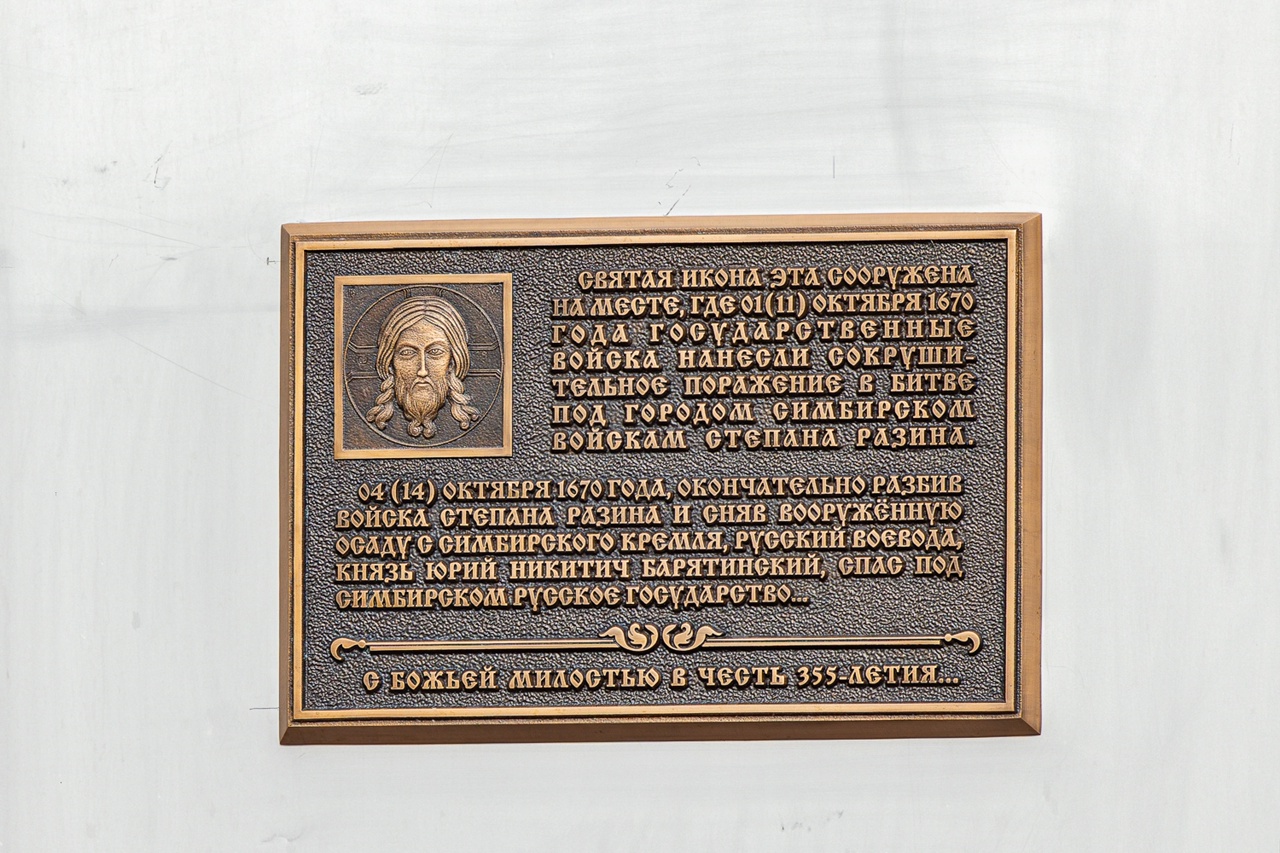 СВЯТАЯ ИКОНА ЭТА СООРУЖЕНА
НА МЕСТЕ, ГДЕ 01(11) ОКТЯБРЯ 1670
ГОДА ГОСУДАРСТВЕННЫЕ
ВОЙСКА НАНЕСЛИ СОКРУШИ-
ТЕЛЬНОЕ ПОРАЖЕНИЕ В БИТВЕ
ПОД ГОРОДОМ СИМБИРСКОМ
ВОЙСКАМ СТЕПАНА РАЗИНА.
04 (14) ОКТЯБРЯ 1670 ГОДА, ОКОНЧАТЕЛЬНО РАЗБИВ
ВОЙСКА СТЕПАНА РАЗИНА И СНЯВ ВООРУЖЁННУЮ
ОСАДУ С СИМБИРСКОГО КРЕМЛЯ, РУССКИЙ ВОЕВОДА,
КНЯЗЬ ЮРИЙ НИКИТИЧ БАРЯТИНСКИЙ, СПАС ПОД
СИМБИРСКОМ РУССКОЕ ГОСУДАРСТВО...
С БОЖЬЕЙ МИЛОСТЬЮ В ЧЕСТЬ 355-ЛЕТИЯ...